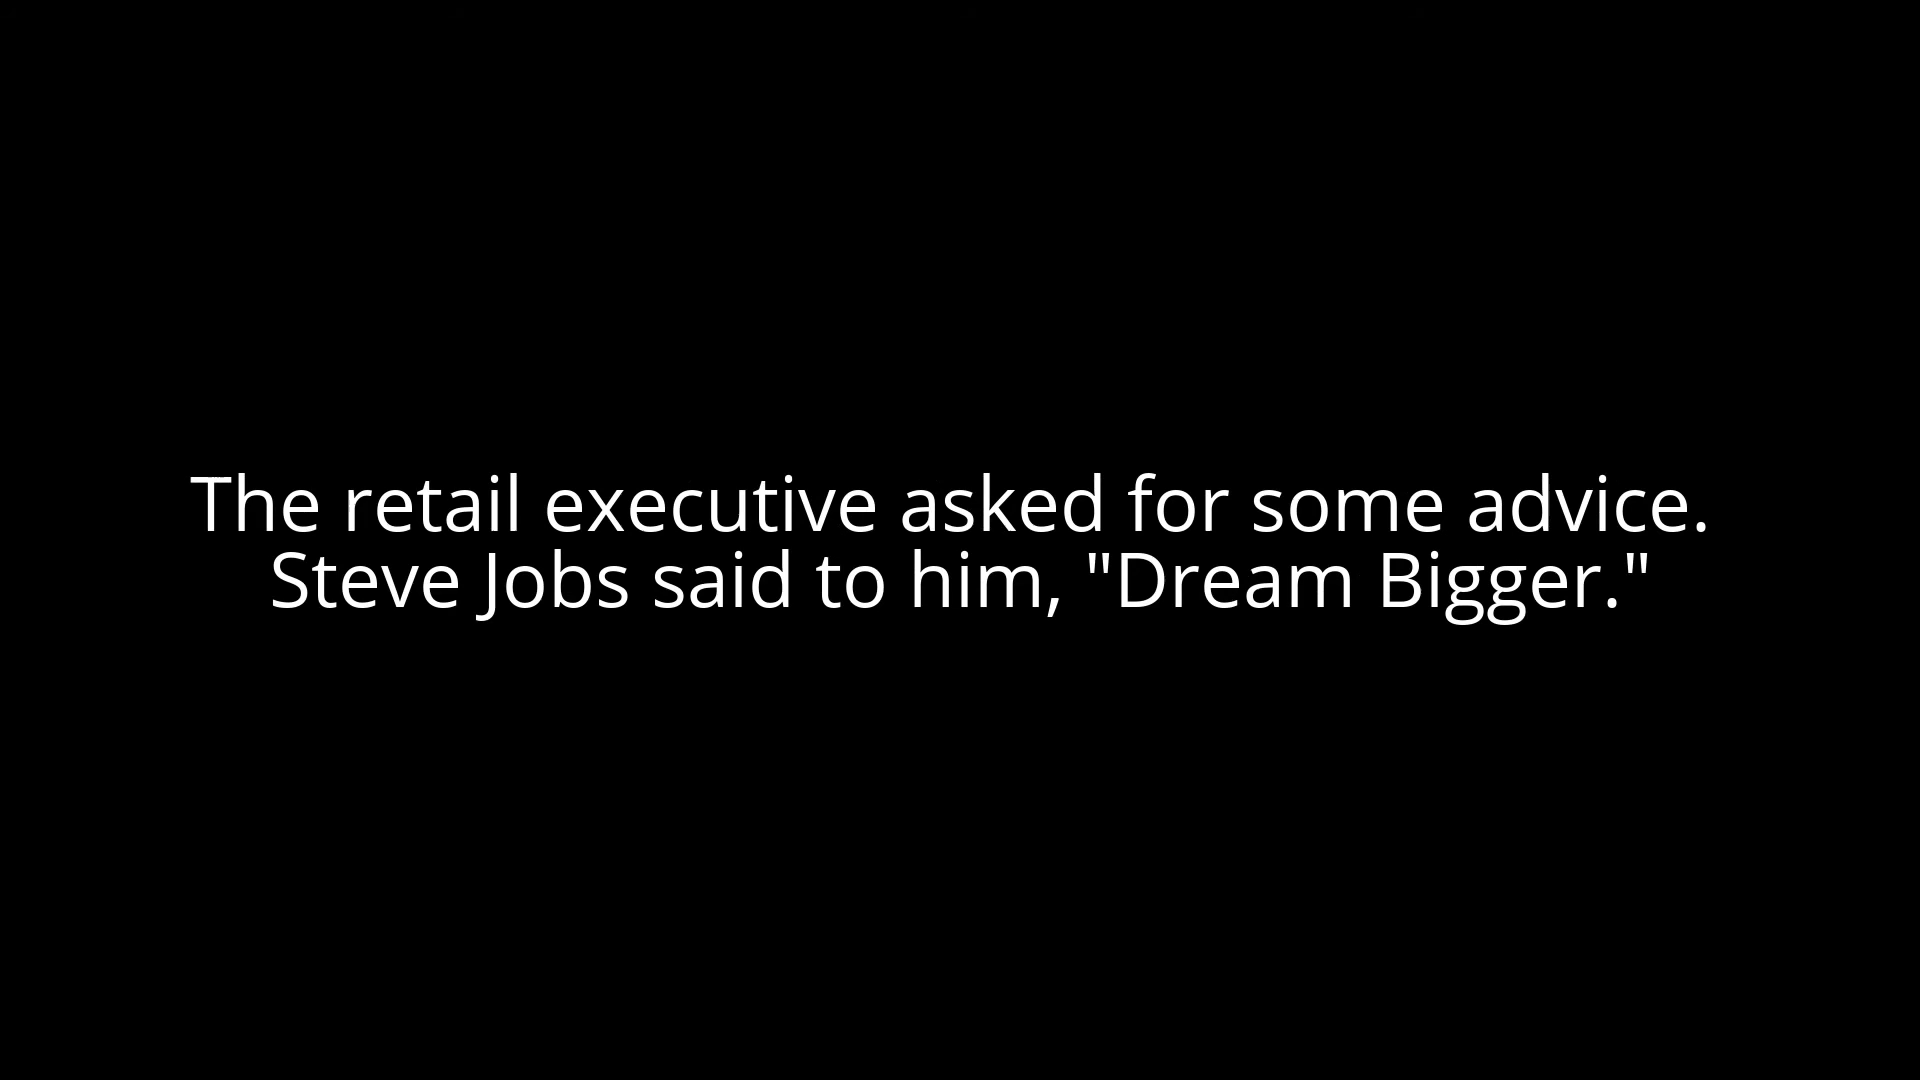 The retail executive asked for some advice.
Steve Jobs said to him, "Dream Bigger."